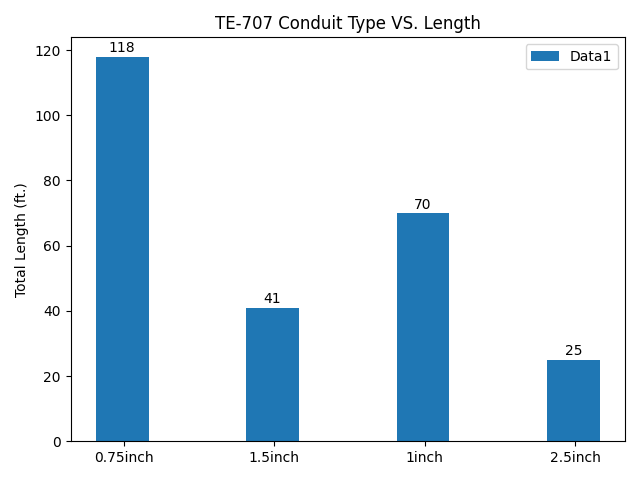 TE-707 Conduit Type VS. Length
Data1
Total Length (ft.)
120
100
80
60
40
20
0
118
41
70
25
0.75inch
1.5inch
1inch
2.5inch